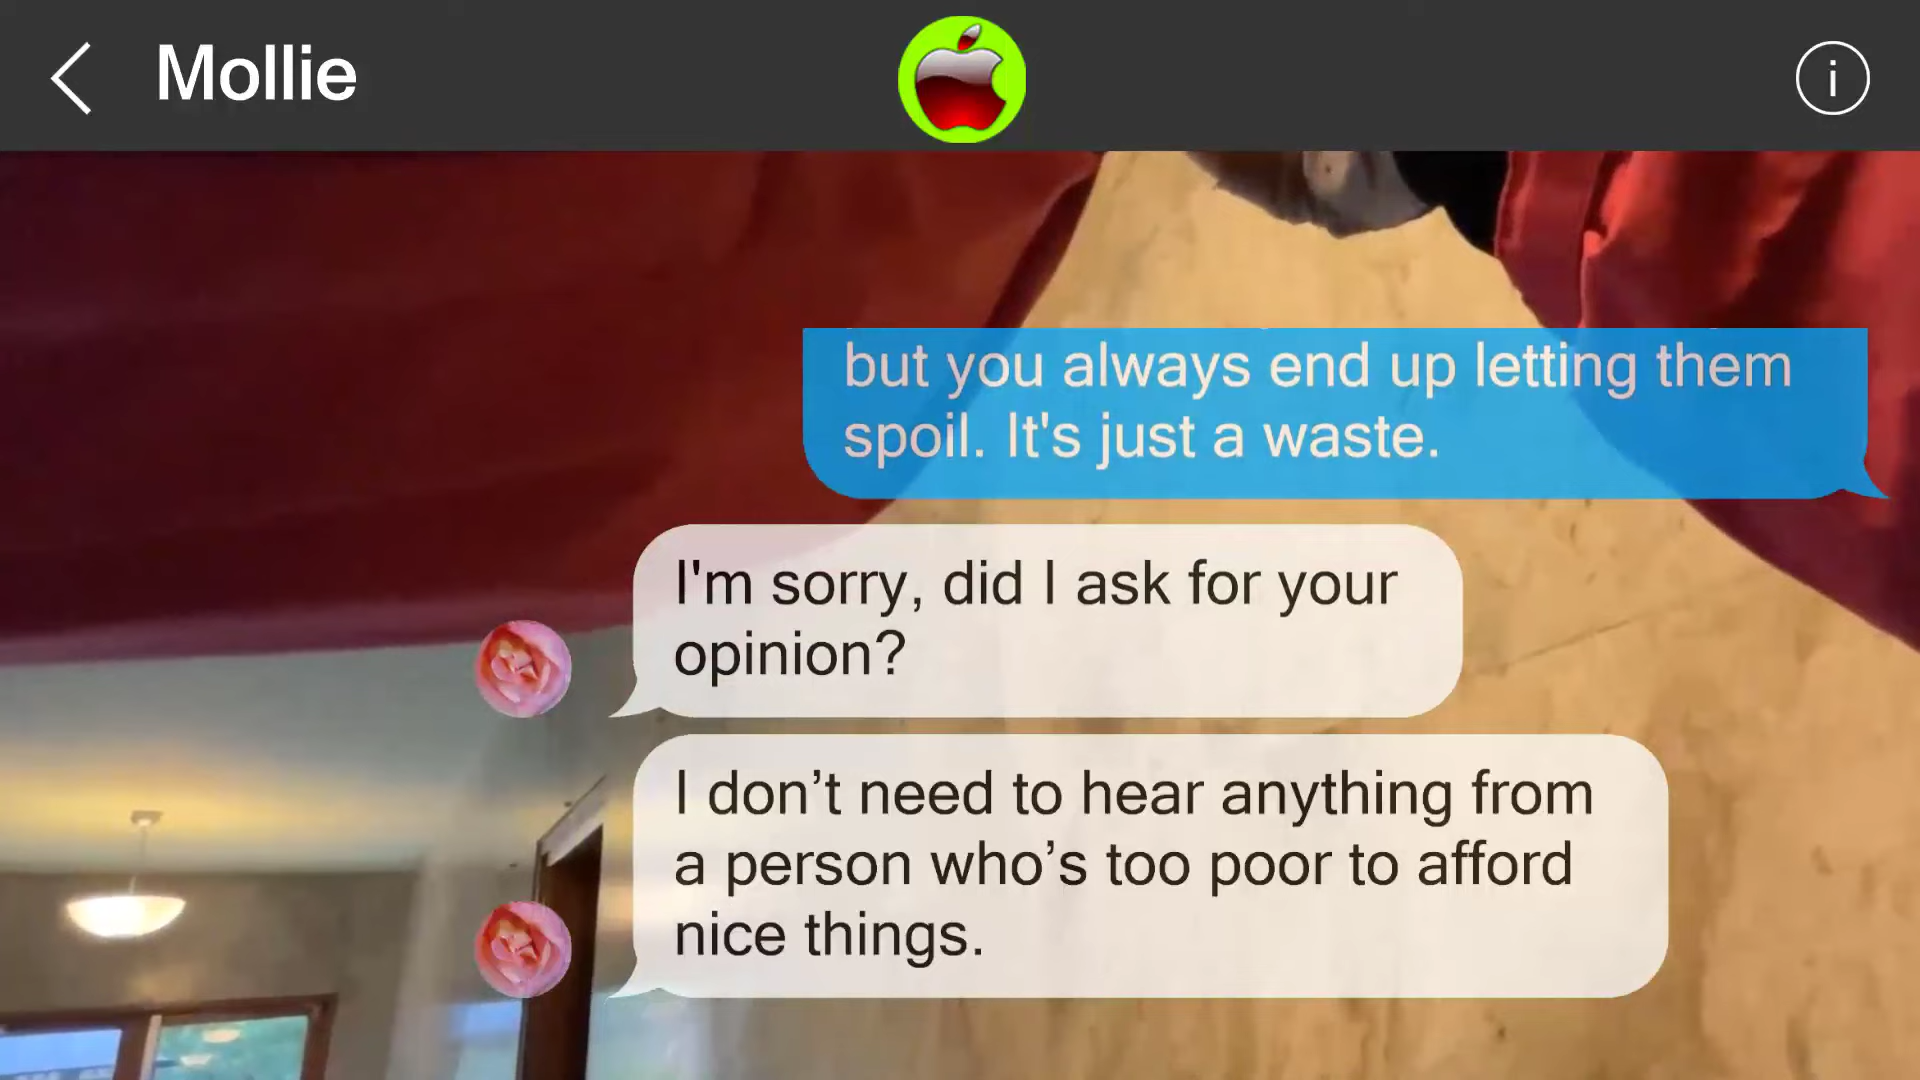 Mollie
but you always end up letting them
spoil. It's just a waste.
I'm sorry, did I ask for your
opinion?
I don’t need to hear anything from
a person who’s too poor to afford
nice things.